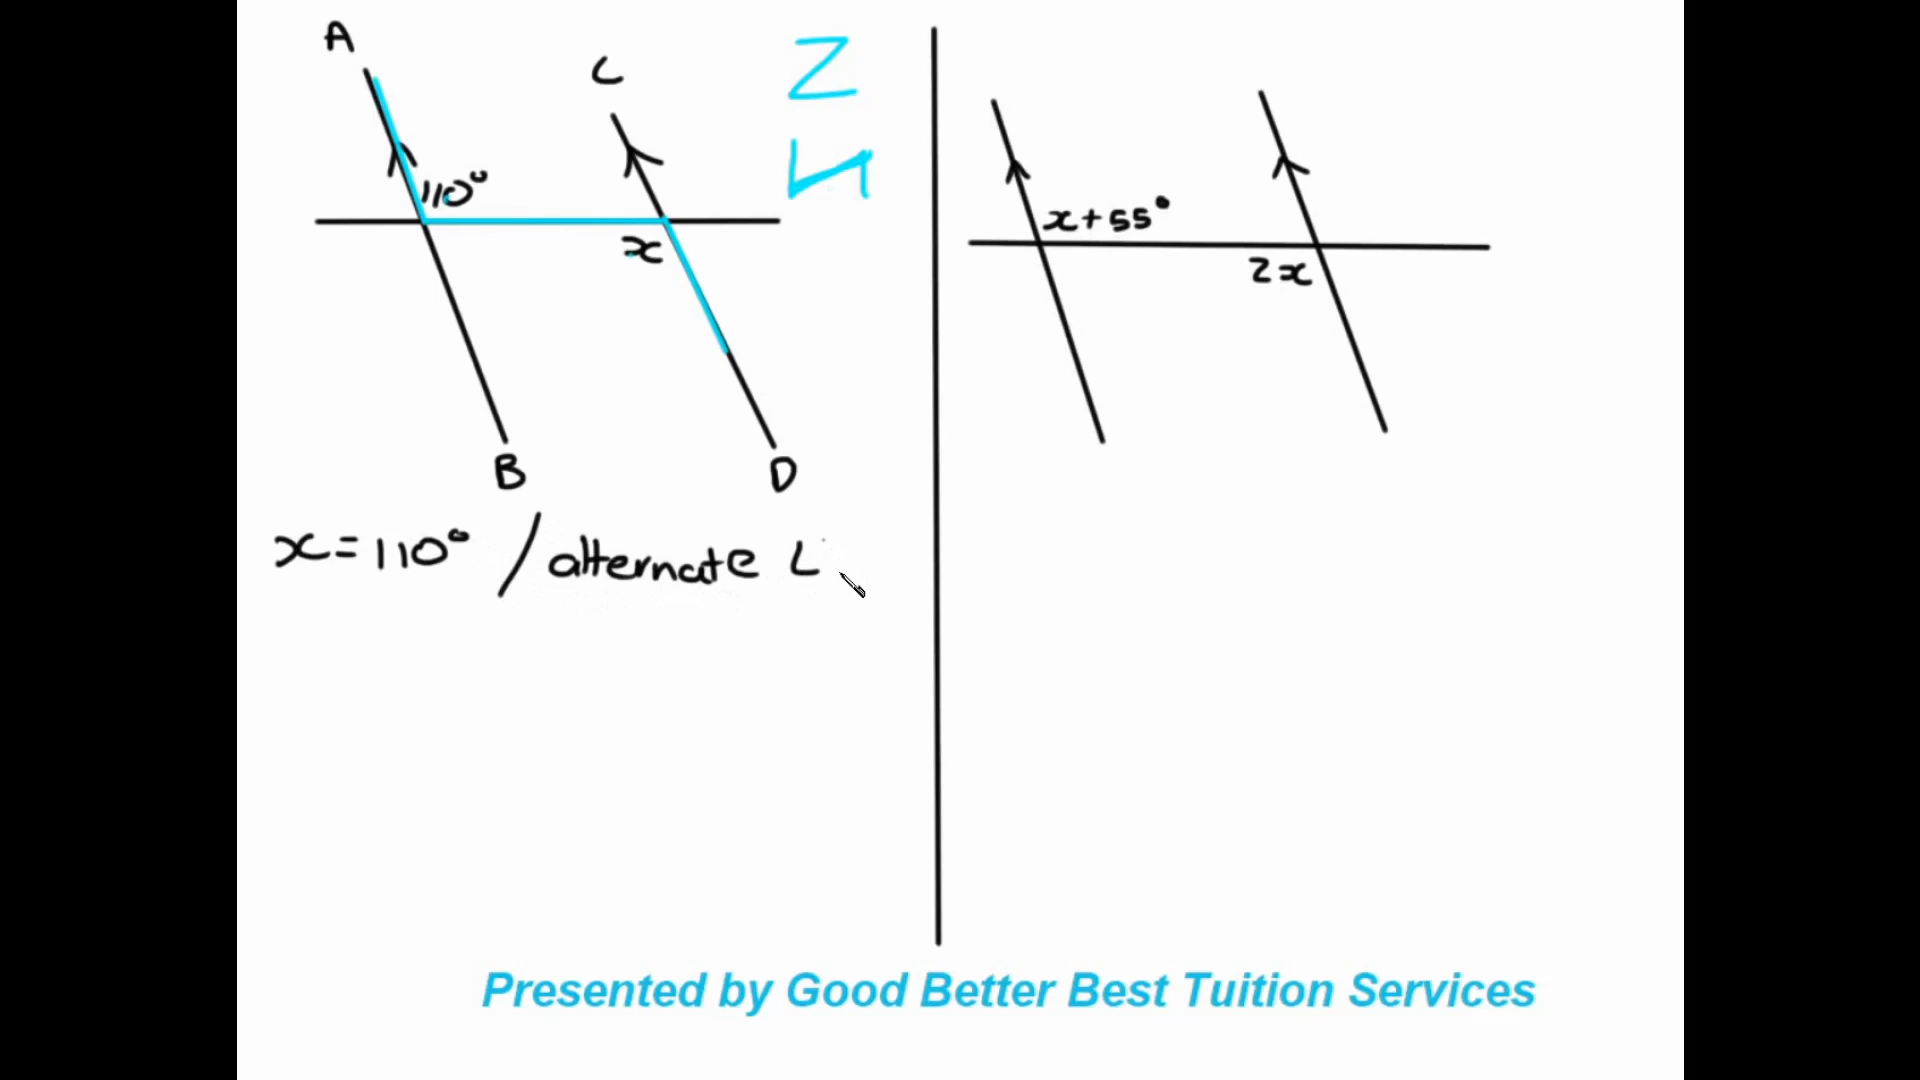 A
C
Z
Z
110°
x
B
D
x = 110° / alternate ∠
x + 55°
2x
Presented by Good Better Best Tuition Services